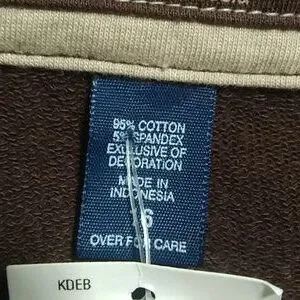 95% COTTON
5% SPANDEX
EXCLUSIVE OF
DECORATION
MADE IN
INDONESIA
6
OVER FOR CARE
KDEB